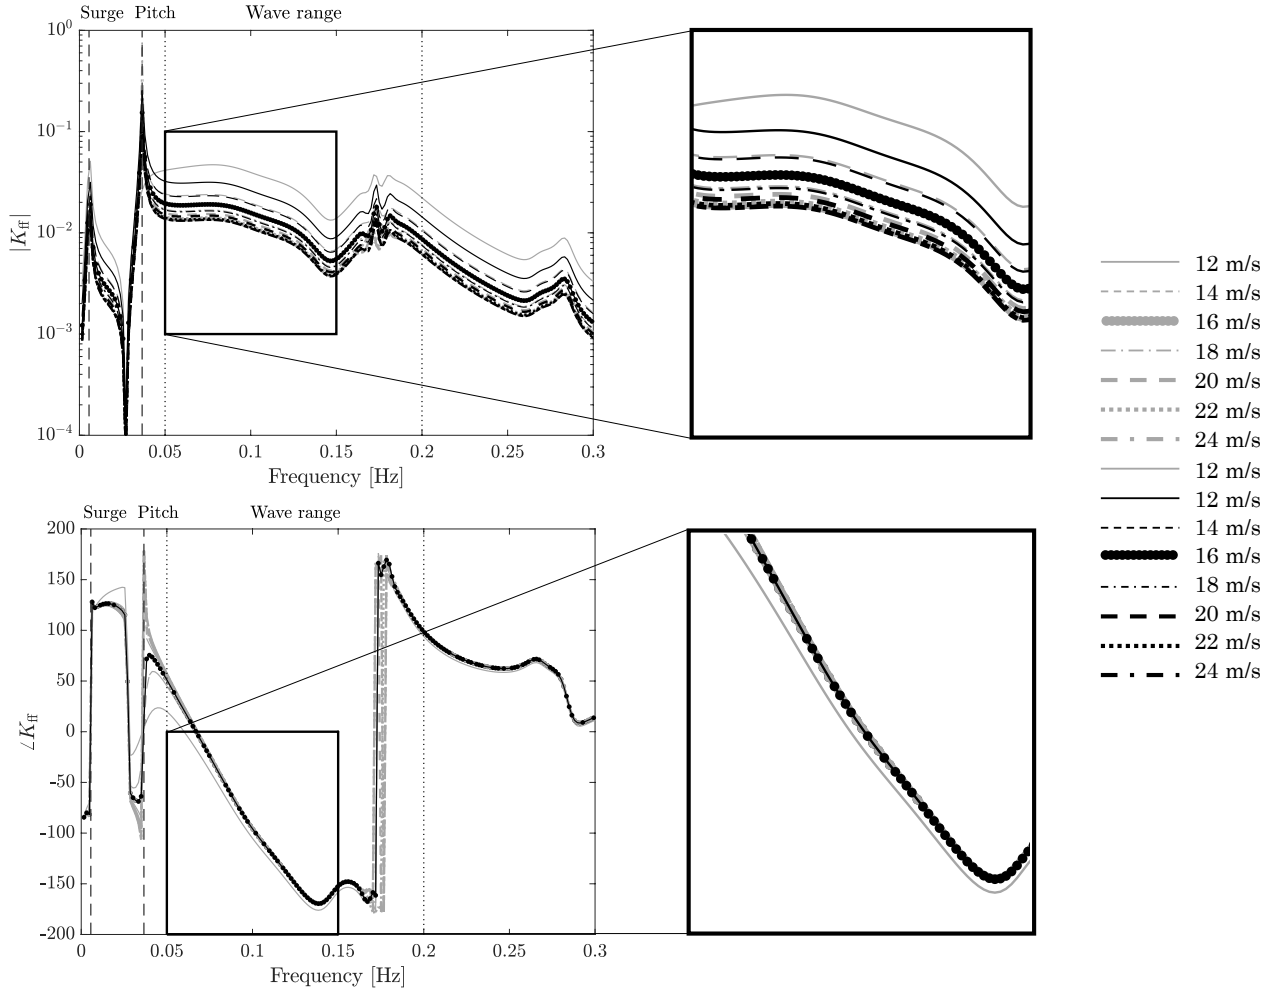 Surge Pitch Wave range
10^0
10^-1
10^-2
10^-3
10^-4
|K_ff|
0 0.05 0.1 0.15 0.2 0.25 0.3
Frequency [Hz]
12 m/s
14 m/s
16 m/s
18 m/s
20 m/s
22 m/s
24 m/s
12 m/s
12 m/s
14 m/s
16 m/s
18 m/s
20 m/s
22 m/s
24 m/s
Surge Pitch Wave range
200
150
100
50
0
-50
-100
-150
-200
∠K_ff
0 0.05 0.1 0.15 0.2 0.25 0.3
Frequency [Hz]